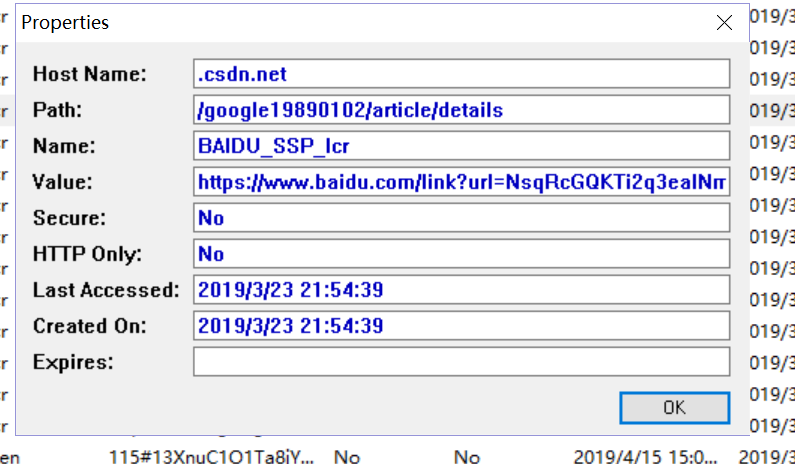 Properties
Host Name: .csdn.net
Path: /google19890102/article/details
Name: BAIDU_SSP_lcr
Value: https://www.baidu.com/link?url=NsqRcGQKTi2q3ealNm
Secure: No
HTTP Only: No
Last Accessed: 2019/3/23 21:54:39
Created On: 2019/3/23 21:54:39
Expires:
OK
en 115#13XnuC1O1Ta8iY... No No 2019/4/15 15:0... 2019/3